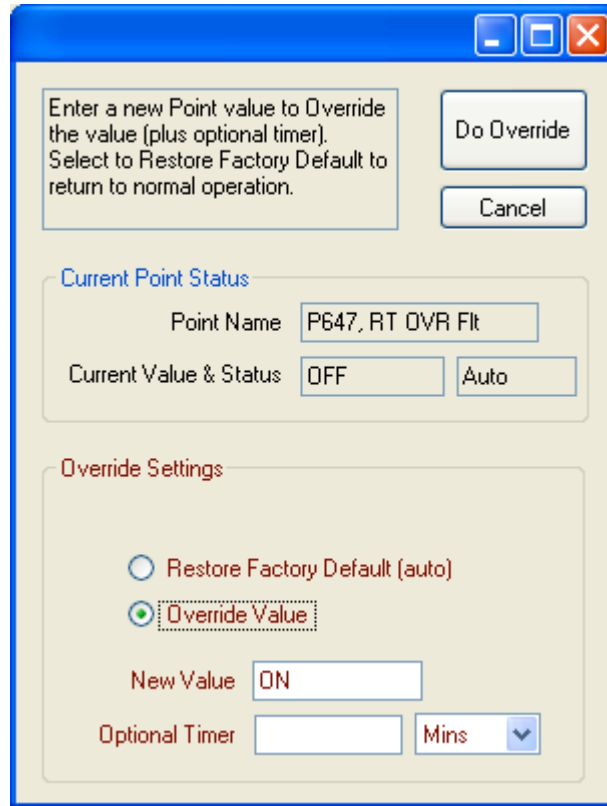 Enter a new Point value to Override
the value (plus optional timer).
Select to Restore Factory Default to
return to normal operation.
Do Override
Cancel
Current Point Status
Point Name P647, RT OVR Flt
Current Value & Status OFF Auto
Override Settings
Restore Factory Default (auto)
Override Value
New Value ON
Optional Timer Mins